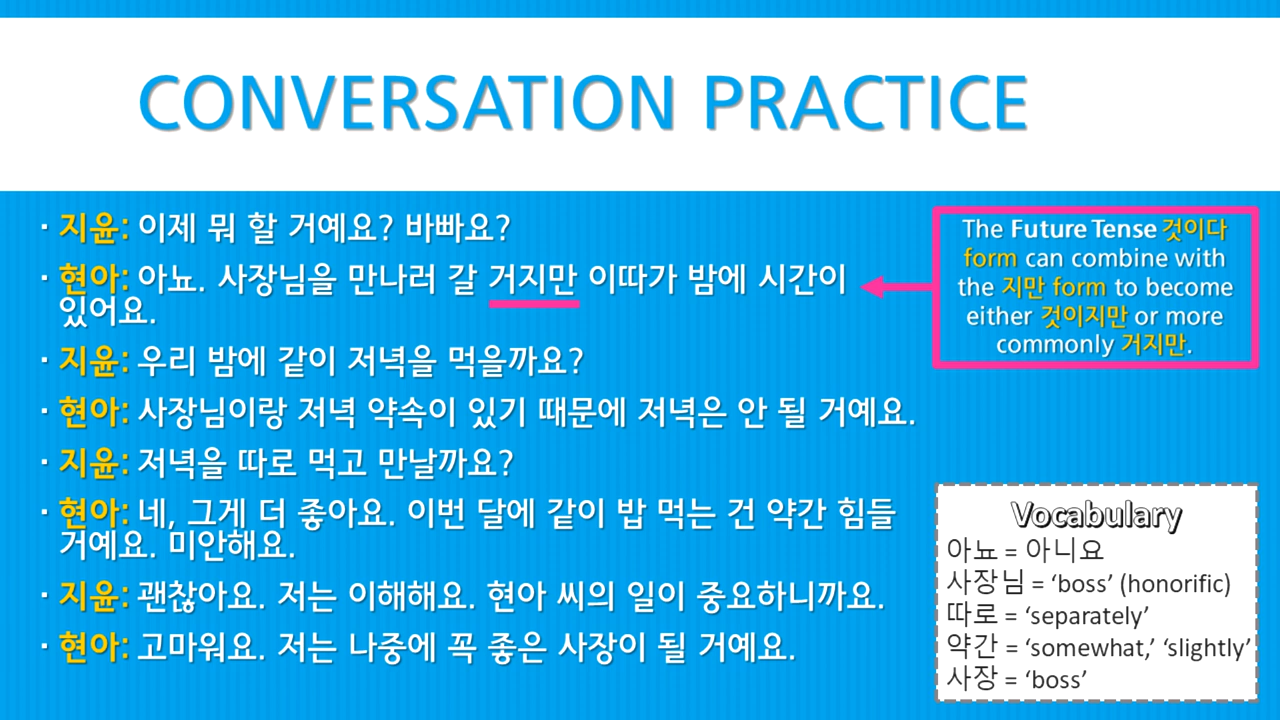 CONVERSATION PRACTICE
· 지윤: 이제 뭐 할 거예요? 바빠요?
· 현아: 아뇨. 사장님을 만나러 갈 거지만 이따가 밤에 시간이
있어요.
· 지윤: 우리 밤에 같이 저녁을 먹을까요?
· 현아: 사장님이랑 저녁 약속이 있기 때문에 저녁은 안 될 거예요.
· 지윤: 저녁을 따로 먹고 만날까요?
· 현아: 네, 그게 더 좋아요. 이번 달에 같이 밥 먹는 건 약간 힘들
거예요. 미안해요.
· 지윤: 괜찮아요. 저는 이해해요. 현아 씨의 일이 중요하니까요.
· 현아: 고마워요. 저는 나중에 꼭 좋은 사장이 될 거예요.
The Future Tense 것이다
form can combine with
the 지만 form to become
either 것이지만 or more
commonly 거지만.
Vocabulary
아뇨 = 아니요
사장님 = ‘boss’ (honorific)
따로 = ‘separately’
약간 = ‘somewhat,’ ‘slightly’
사장 = ‘boss’